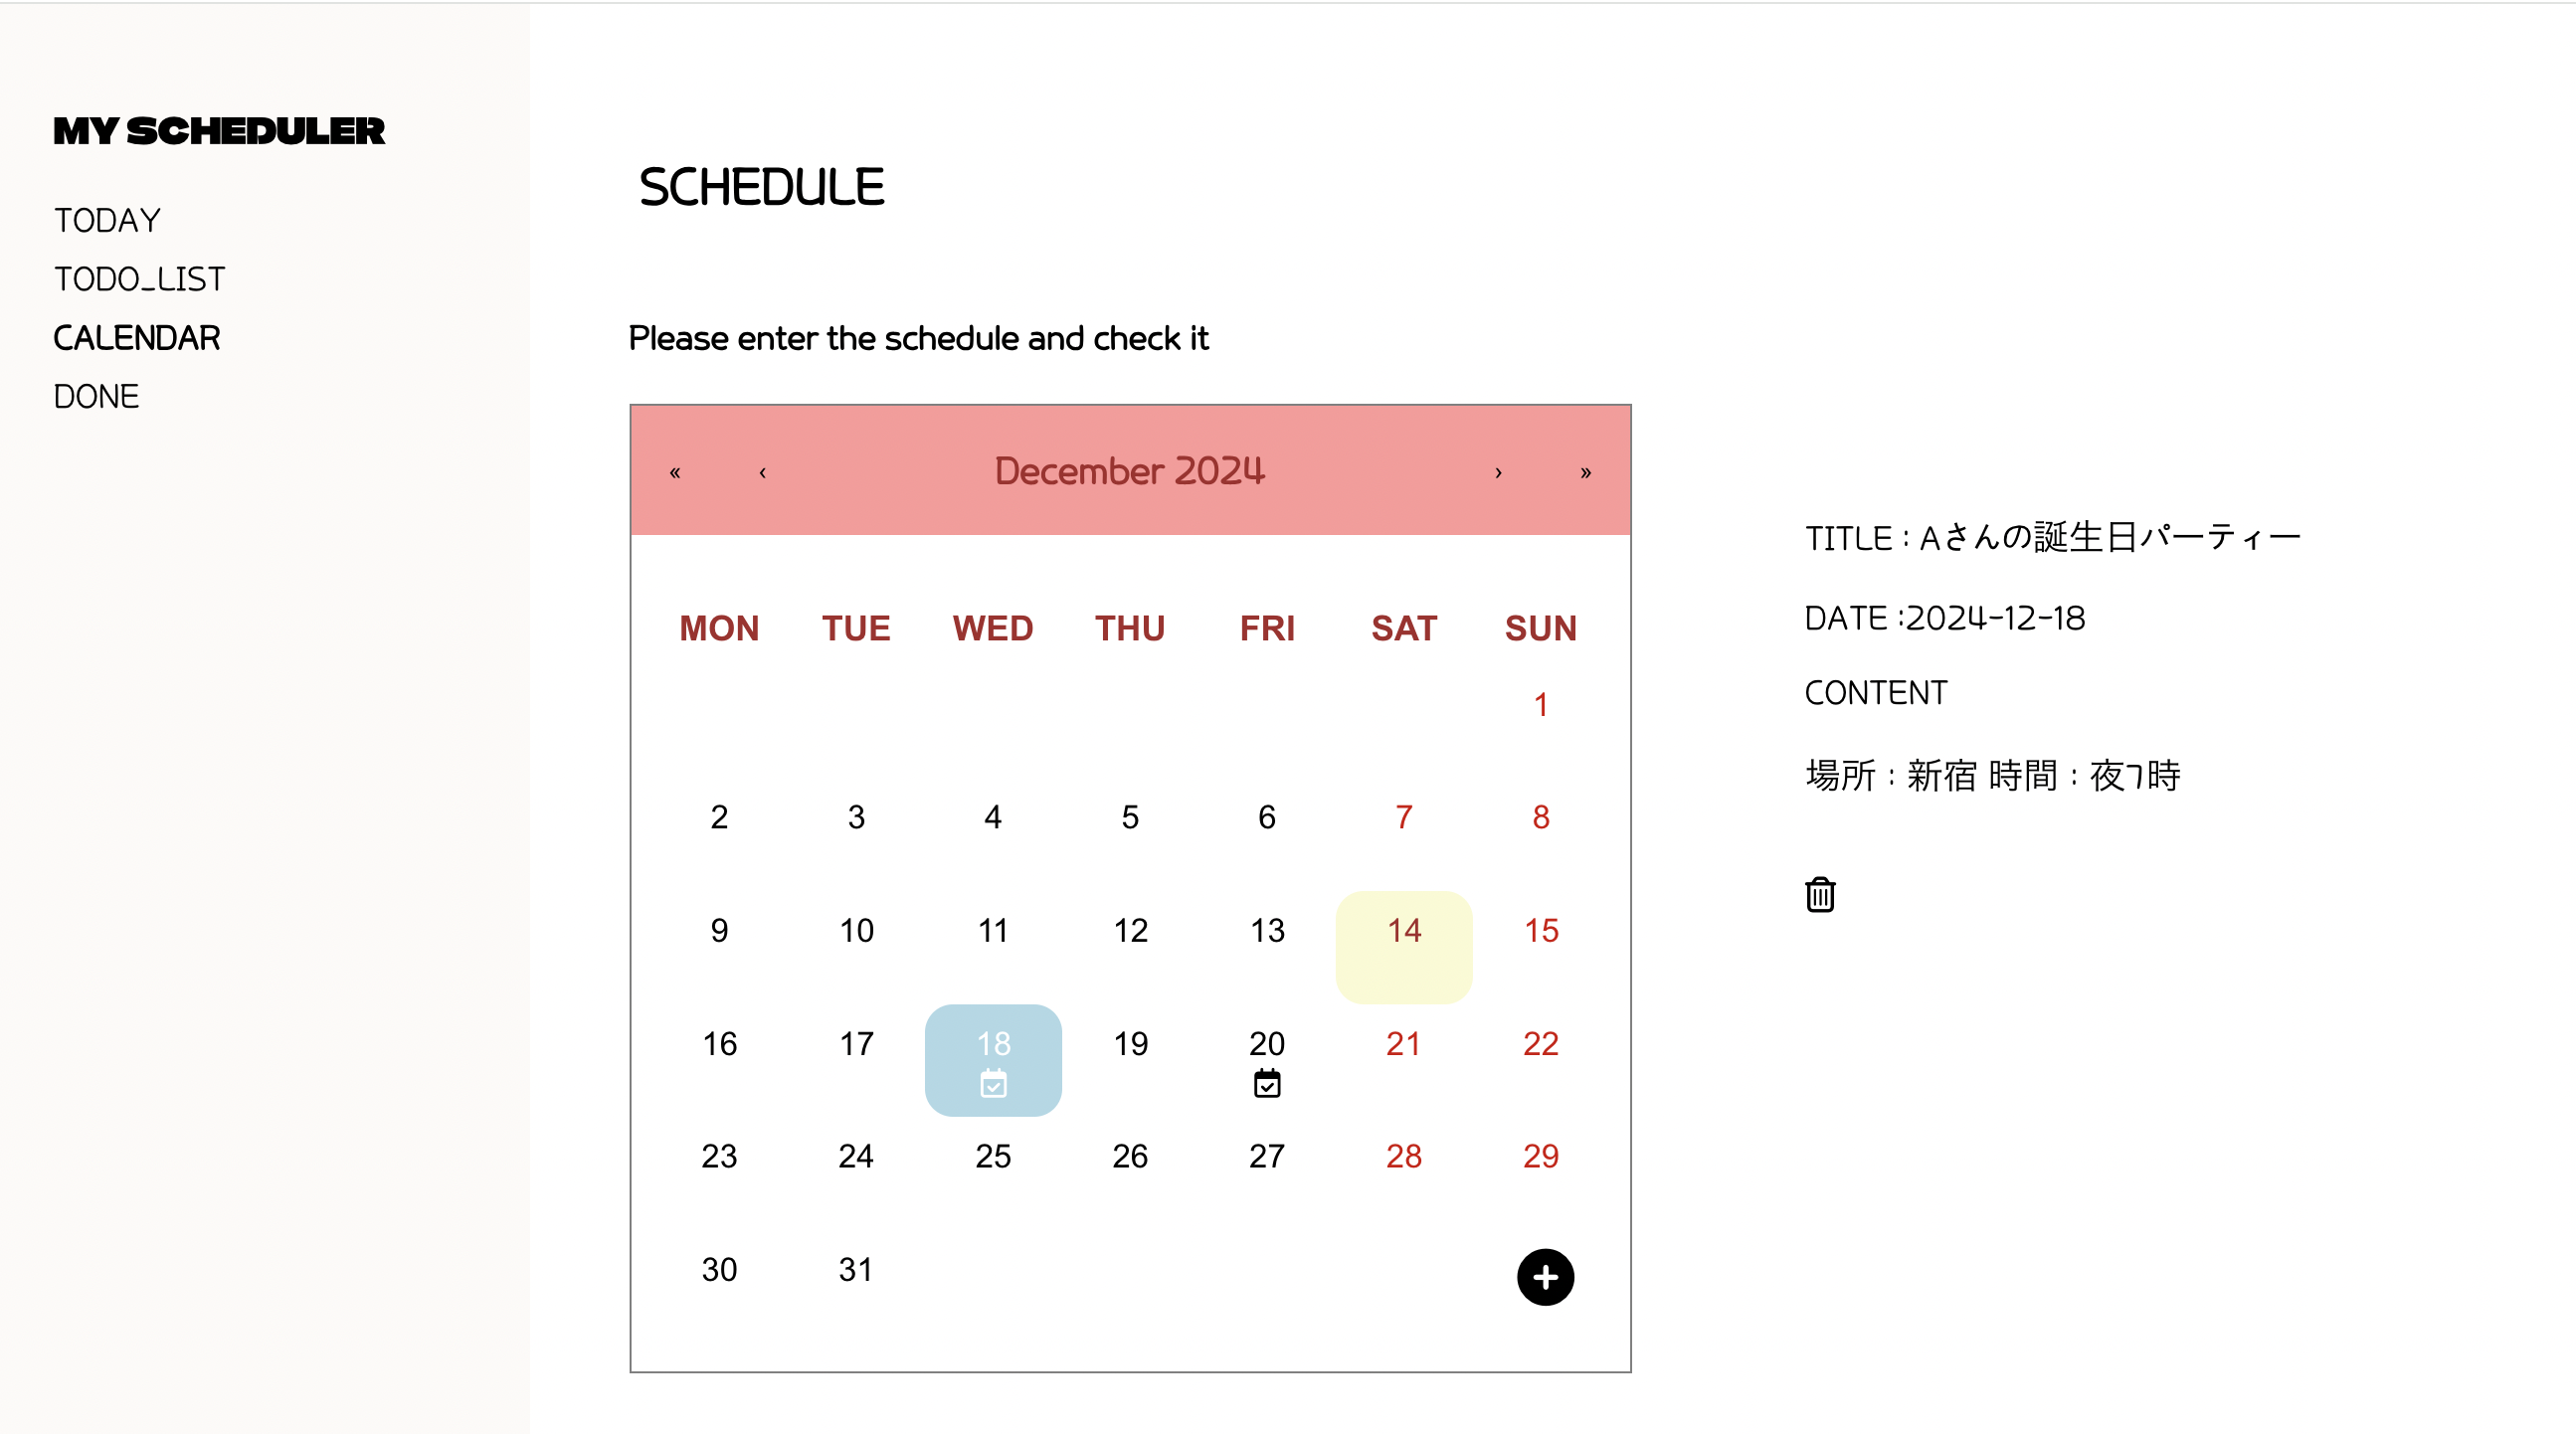 MY SCHEDULER
TODAY
TODO_LIST
CALENDAR
DONE
SCHEDULE
Please enter the schedule and check it
« ‹ December 2024 › »
MON TUE WED THU FRI SAT SUN
1
2 3 4 5 6 7 8
9 10 11 12 13 14 15
16 17 18 19 20 21 22
23 24 25 26 27 28 29
30 31
TITLE : Aさんの誕生日パーティー
DATE :2024-12-18
CONTENT
場所 : 新宿 時間 : 夜7時